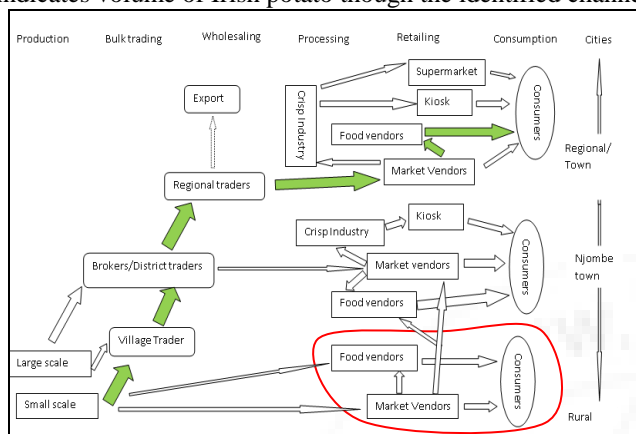 indicates volume of Irish potato though the identified chann
Production Bulk trading Wholesaling Processing Retailing Consumption Cities
Supermarket
Export
Crisp Industry
Kiosk
Consumers
Food vendors
Regional/
Town
Regional traders
Market Vendors
Kiosk
Crisp Industry
Consumers
Njombe
town
Brokers/District traders
Market vendors
Food vendors
Village Trader
Food vendors
Consumers
Large scale
Small scale
Market Vendors
Rural